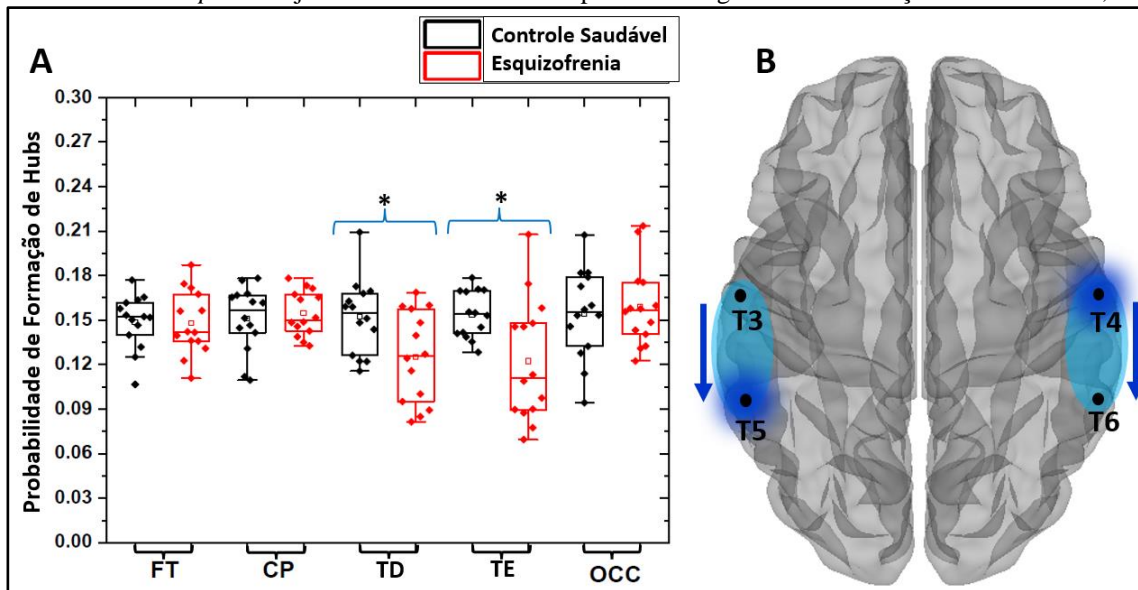 A
Controle Saudável
Esquizofrenia
B
Probabilidade de Formação de Hubs
0.30
0.27
0.24
0.21
0.18
0.15
0.12
0.09
0.06
0.03
0.00
*
*
FT
CP
TD
TE
OCC
T3
T4
T5
T6